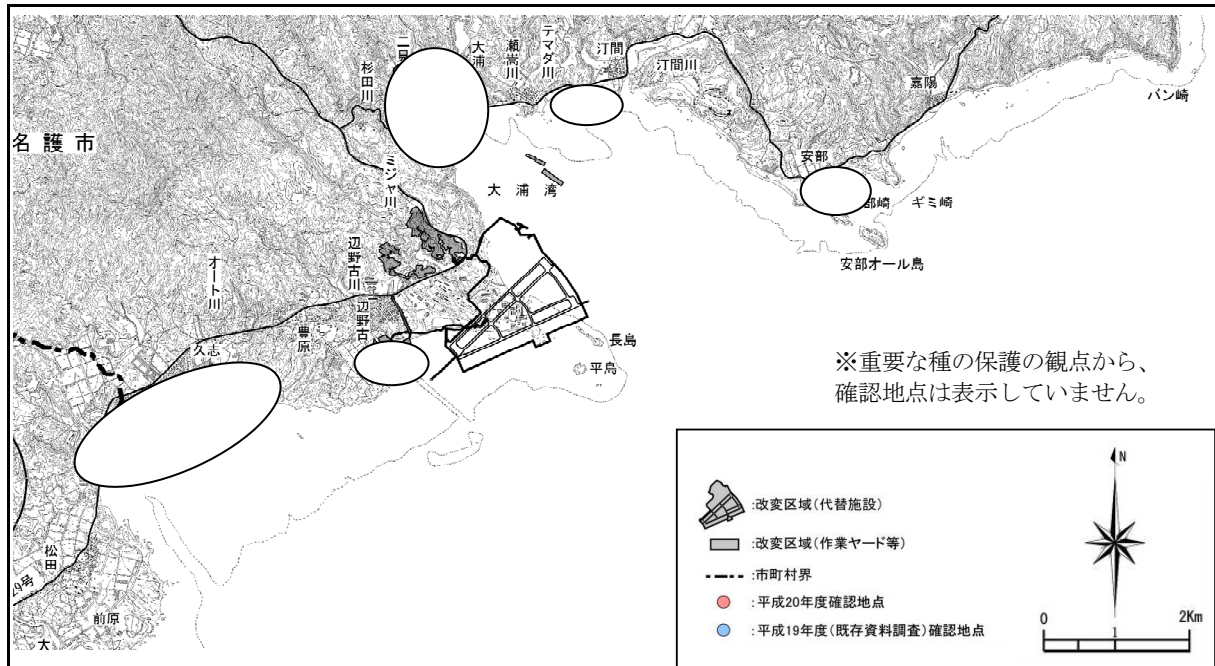 名護市
杉田川
大浦
瀬嵩川
テマダ川
汀間
汀間川
嘉陽
バン崎
安部
部崎
ギミ崎
安部オール島
大浦湾
ミジャ川
辺野古川
辺野古
オート川
豊原
久志
長島
平島
松田
前原
大
※重要な種の保護の観点から、
確認地点は表示していません。
N
:改変区域(代替施設)
:改変区域(作業ヤード等)
:市町村界
:平成20年度確認地点
:平成19年度(既存資料調査)確認地点
0 1 2Km